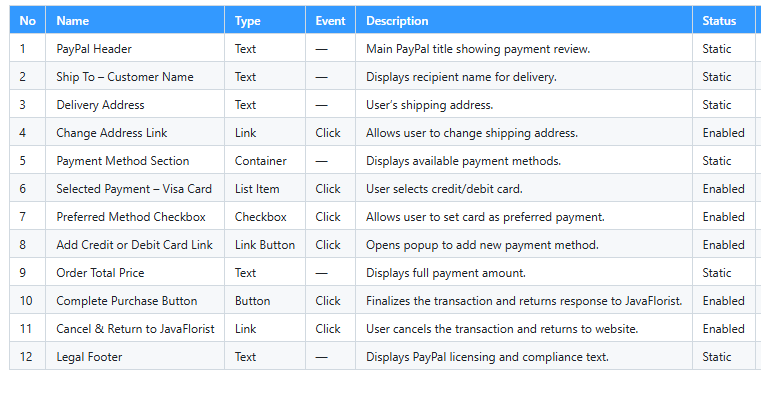 No Name Type Event Description Status
1 PayPal Header Text — Main PayPal title showing payment review. Static
2 Ship To – Customer Name Text — Displays recipient name for delivery. Static
3 Delivery Address Text — User’s shipping address. Static
4 Change Address Link Link Click Allows user to change shipping address. Enabled
5 Payment Method Section Container — Displays available payment methods. Static
6 Selected Payment – Visa Card List Item Click User selects credit/debit card. Enabled
7 Preferred Method Checkbox Checkbox Click Allows user to set card as preferred payment. Enabled
8 Add Credit or Debit Card Link Link Button Click Opens popup to add new payment method. Enabled
9 Order Total Price Text — Displays full payment amount. Static
10 Complete Purchase Button Button Click Finalizes the transaction and returns response to JavaFlorist. Enabled
11 Cancel & Return to JavaFlorist Link Click User cancels the transaction and returns to website. Enabled
12 Legal Footer Text — Displays PayPal licensing and compliance text. Static